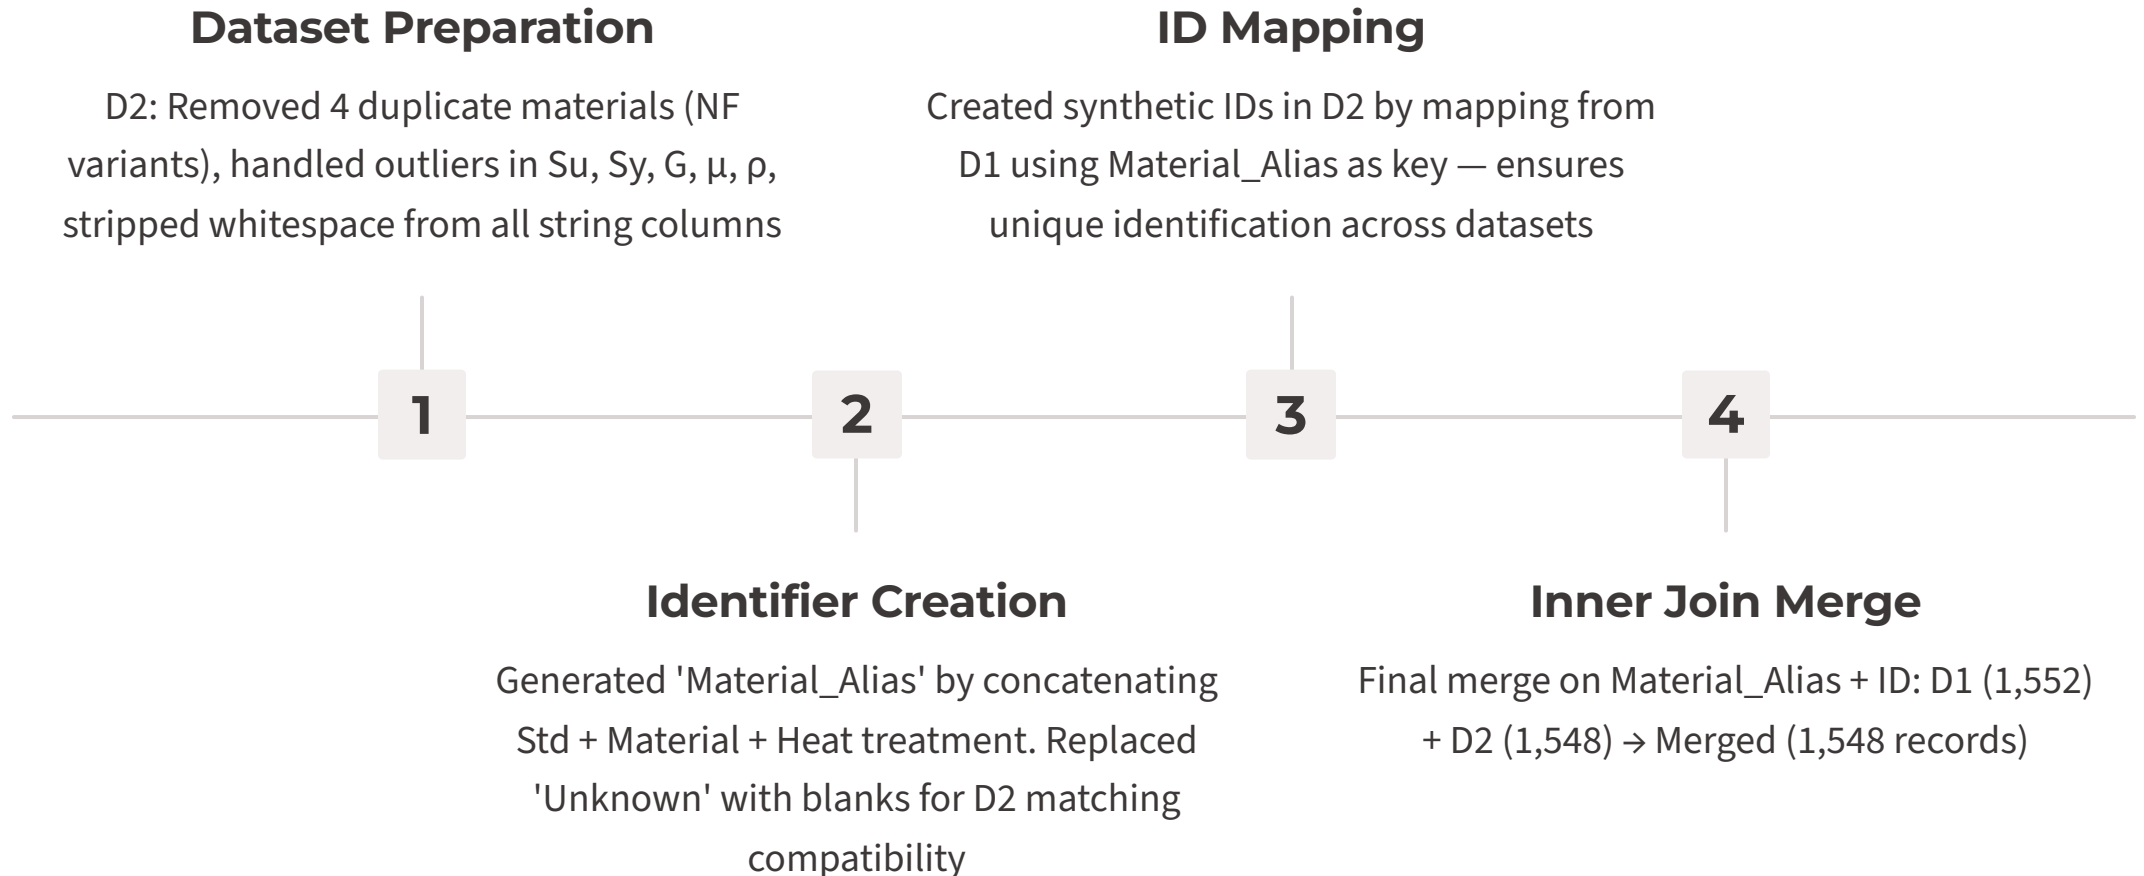 Dataset Preparation
D2: Removed 4 duplicate materials (NF
variants), handled outliers in Su, Sy, G, μ, ρ,
stripped whitespace from all string columns
1
2
Identifier Creation
Generated 'Material_Alias' by concatenating
Std + Material + Heat treatment. Replaced
'Unknown' with blanks for D2 matching
compatibility
ID Mapping
Created synthetic IDs in D2 by mapping from
D1 using Material_Alias as key — ensures
unique identification across datasets
3
4
Inner Join Merge
Final merge on Material_Alias + ID: D1 (1,552)
+ D2 (1,548) → Merged (1,548 records)